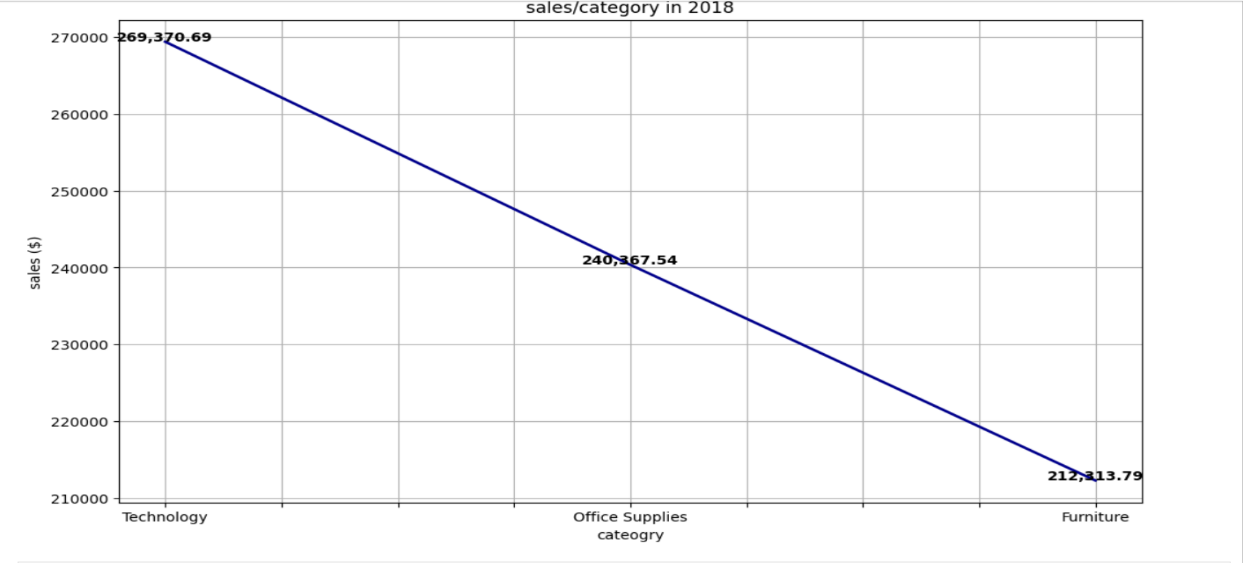 sales/category in 2018
270000
269,370.69
260000
250000
sales ($)
240000
240,367.54
230000
220000
212,313.79
210000
Technology
Office Supplies
Furniture
cateogry